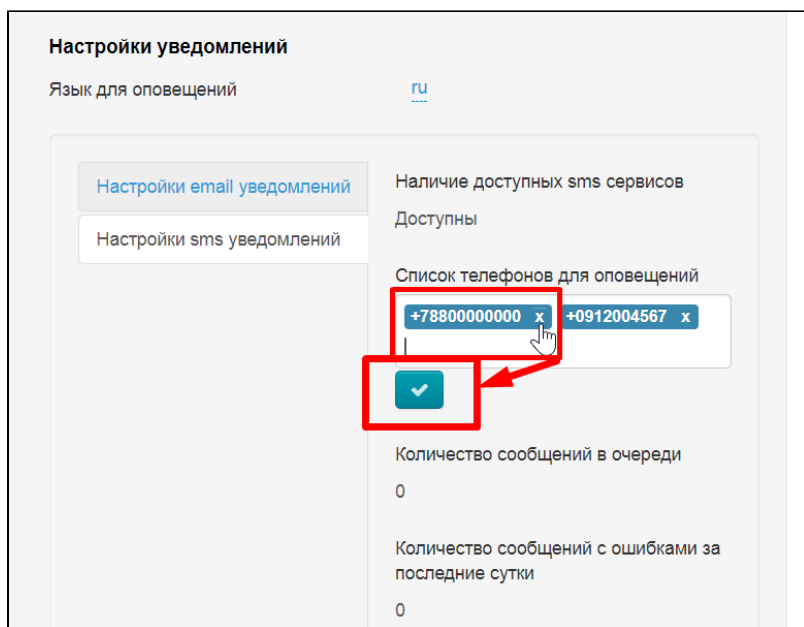 Настройки уведомлений
Язык для оповещений ru
Настройки email уведомлений
Настройки sms уведомлений
Наличие доступных sms сервисов
Доступны
Список телефонов для оповещений
+78800000000 x +0912004567 x
Количество сообщений в очереди
0
Количество сообщений с ошибками за
последние сутки
0